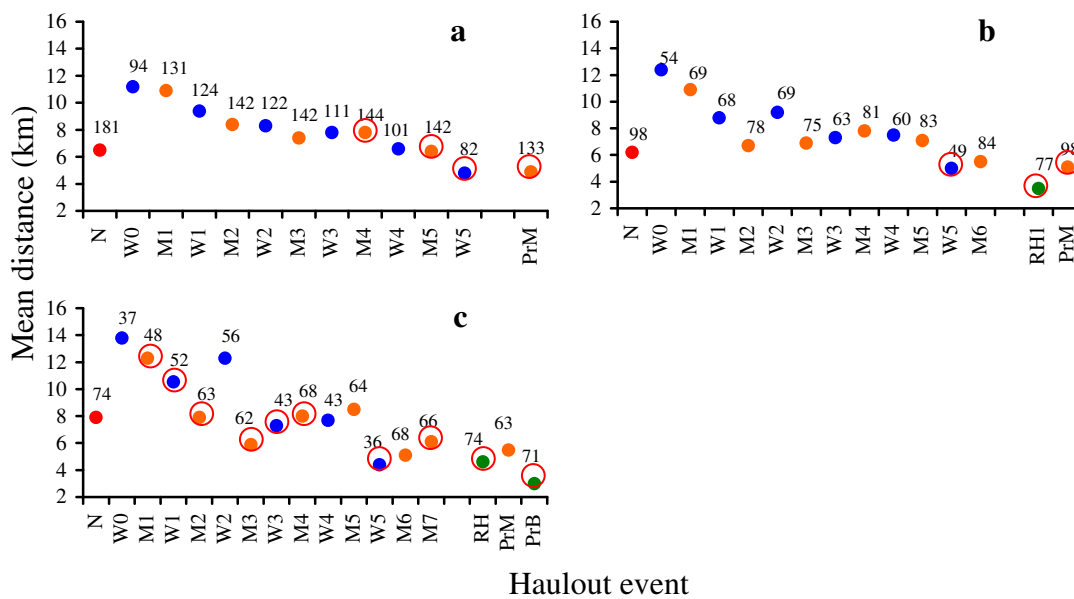 Mean distance (km)
a
16
14
12
10
8
6
4
2
181
94
131
124
142
122
142
111
144
101
142
82
133
N
W0
M1
W1
M2
W2
M3
W3
M4
W4
M5
W5
PrM
b
16
14
12
10
8
6
4
2
98
54
69
68
78
69
75
63
81
60
83
49
84
77
98
N
W0
M1
W1
M2
W2
M3
W3
M4
W4
M5
W5
M6
RH1
PrM
c
16
14
12
10
8
6
4
2
74
37
48
52
63
56
62
43
68
43
64
36
68
66
74
63
71
N
W0
M1
W1
M2
W2
M3
W3
M4
W4
M5
W5
M6
M7
RH
PrM
PrB
Haulout event